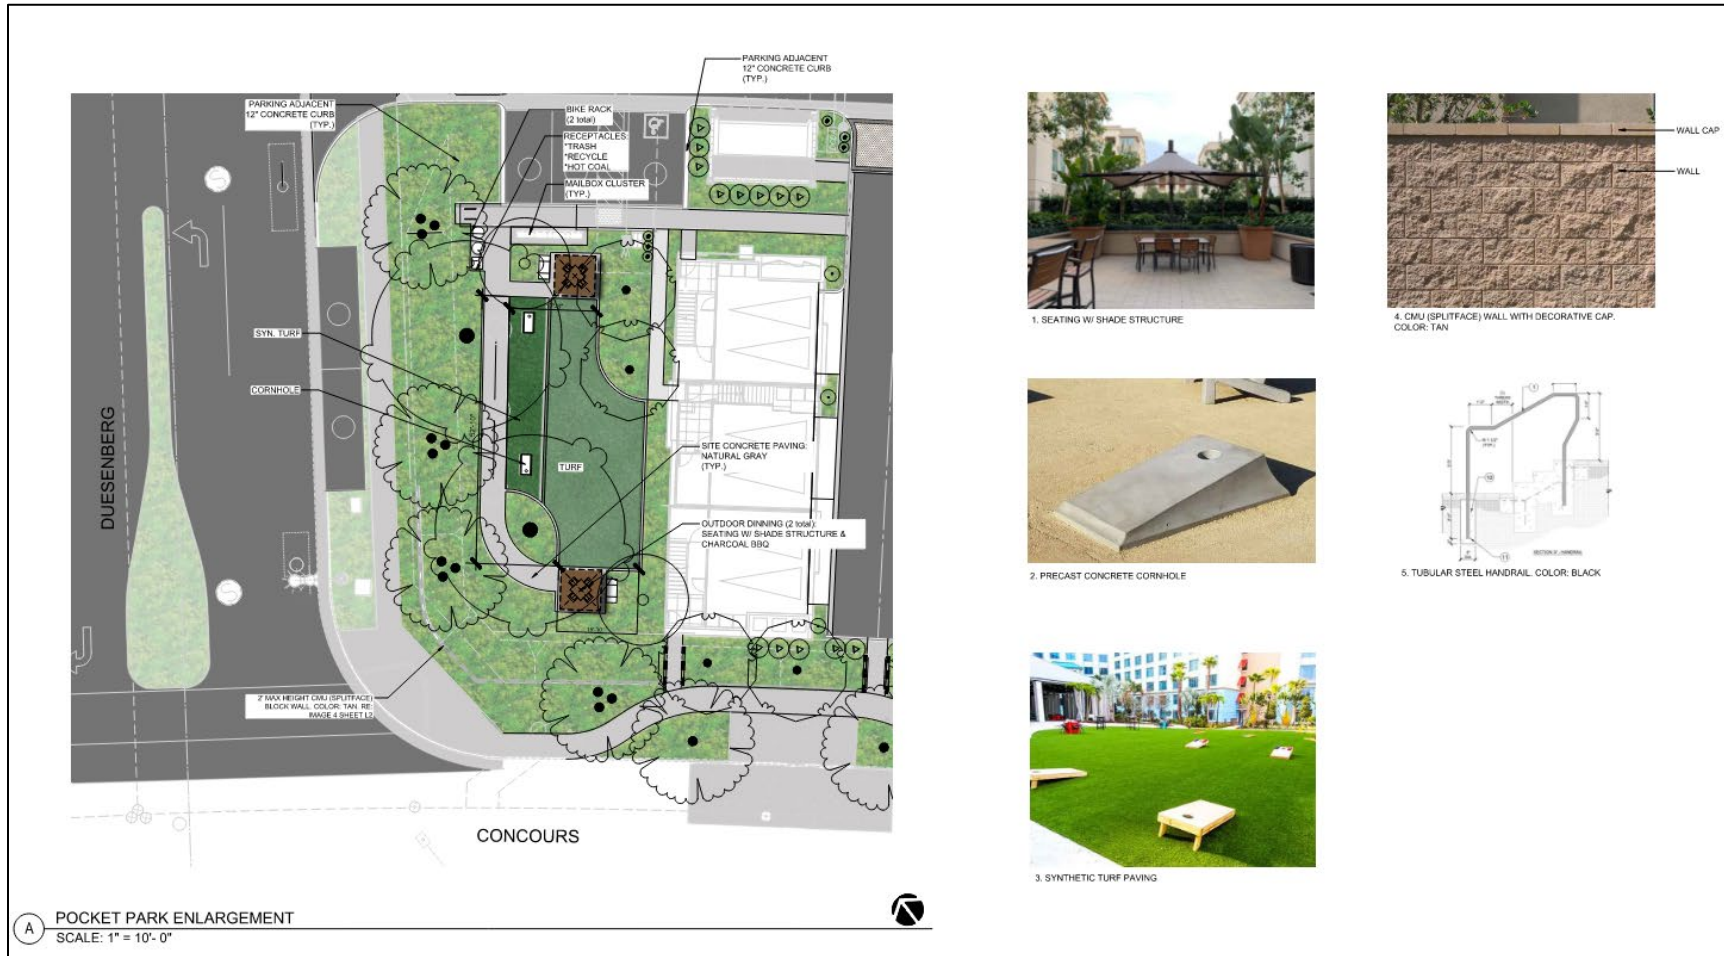 PARKING ADJACENT
12" CONCRETE CURB
(TYP.)
PARKING ADJACENT
12" CONCRETE CURB
(TYP.)
BIKE RACK
(2 total)
RECEPTACLES:
*TRASH
*RECYCLE
*HOT COAL
MAILBOX CLUSTER
(TYP.)
SYN. TURF
CORNHOLE
DUESENBERG
TURF
SITE CONCRETE PAVING:
NATURAL GRAY
(TYP.)
OUTDOOR DINNING (2 total):
SEATING W/ SHADE STRUCTURE &
CHARCOAL BBQ
2' MAX HEIGHT CMU (SPLITFACE)
BLOCK WALL. COLOR: TAN. RE:
IMAGE 4 SHEET L2
CONCOURS
A
POCKET PARK ENLARGEMENT
SCALE: 1" = 10'- 0"
1. SEATING W/ SHADE STRUCTURE
2. PRECAST CONCRETE CORNHOLE
3. SYNTHETIC TURF PAVING
WALL CAP
WALL
4. CMU (SPLITFACE) WALL WITH DECORATIVE CAP.
COLOR: TAN
SECTION 'A' - HANDRAIL
5. TUBULAR STEEL HANDRAIL. COLOR: BLACK